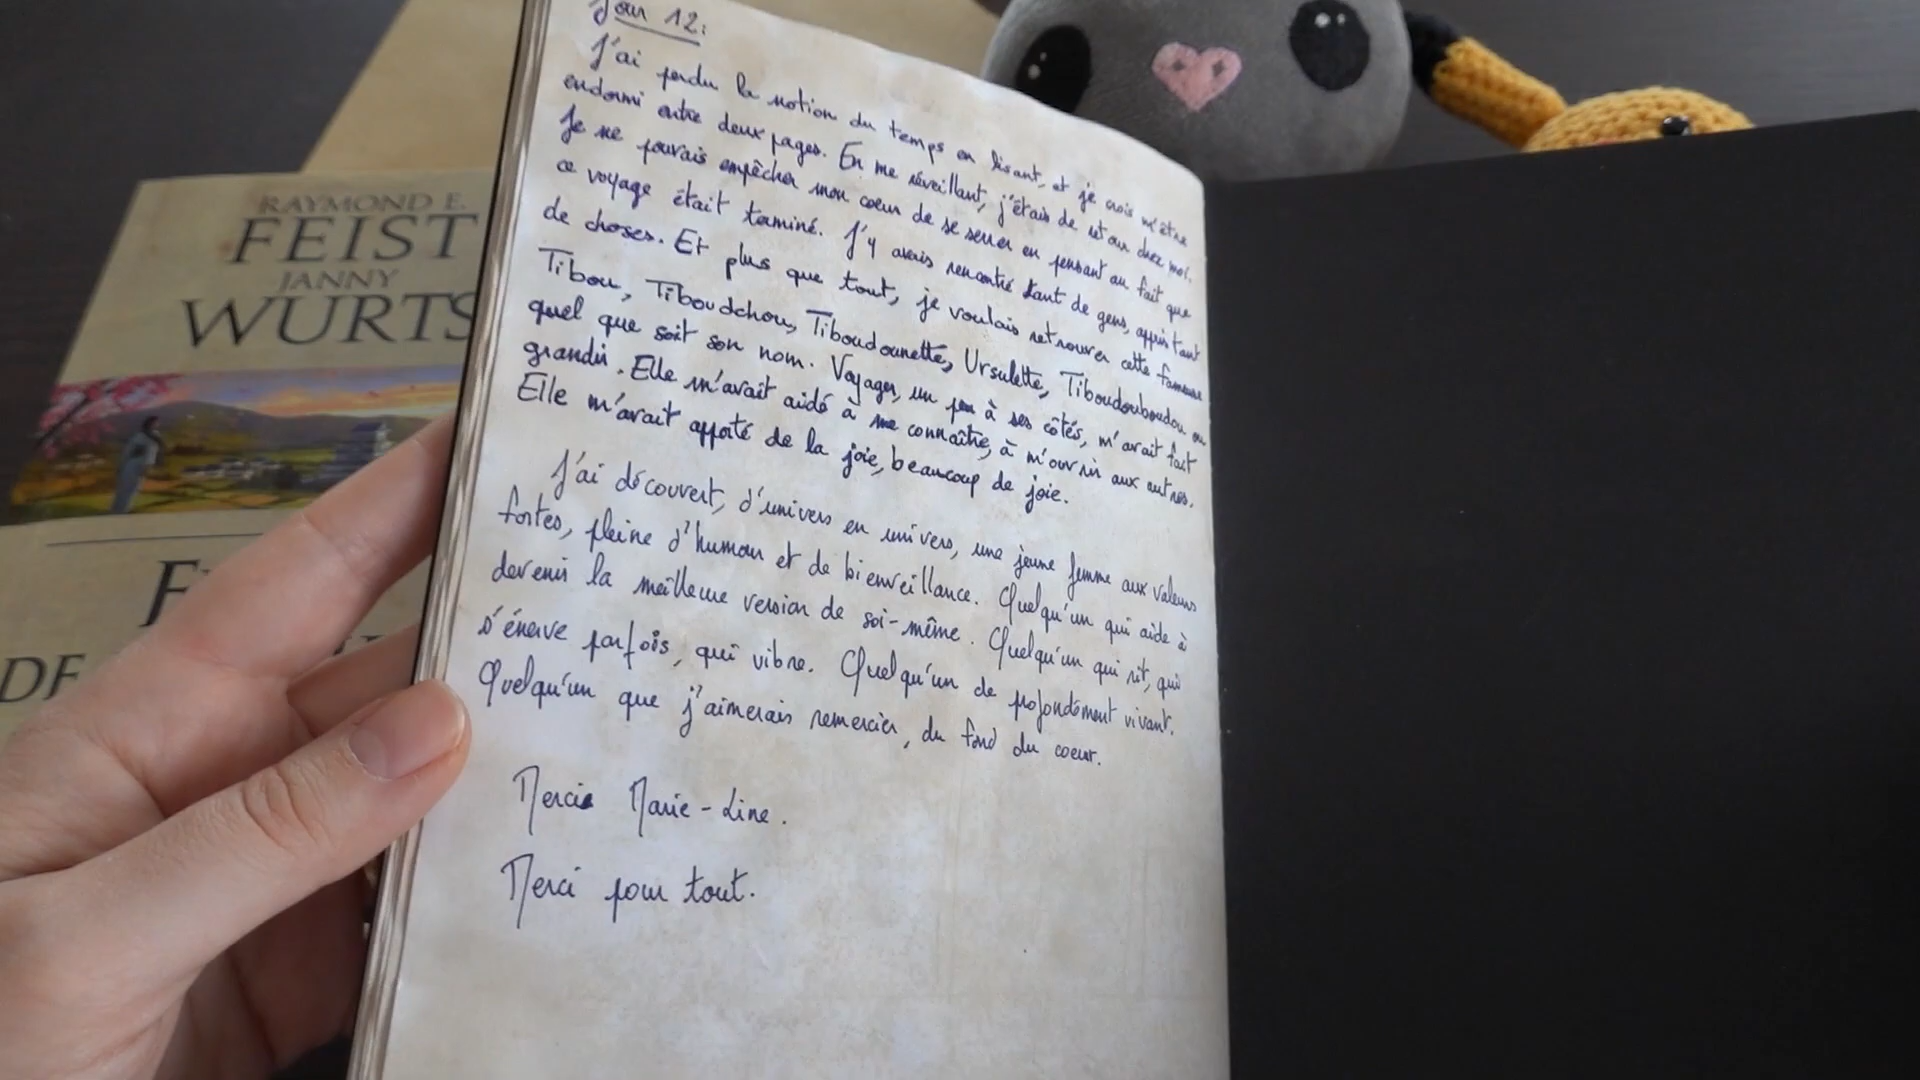 Jour 12:
J'ai perdu la notion du temps en lisant, et je crois m'être
endormi entre deux pages. En me réveillant, j'étais de retour chez moi.
Je ne pouvais empêcher mon coeur de se serrer en pensant au fait que
ce voyage était terminé. J'y avais rencontré tant de gens, appris tant
de choses. Et plus que tout, je voulais retrouver cette fameuse
Tibou, Tiboudchou, Tiboudounette, Ursulette, Tiboudouboudou ou
quel que soit son nom. Voyager, un peu à ses côtés, m'avait fait
grandir. Elle m'avait aidé à me connaître, à m'ouvrir aux autres.
Elle m'avait apporté de la joie, beaucoup de joie.
J'ai découvert, d'univers en univers, une jeune femme aux valeurs
fortes, pleine d'humour et de bienveillance. Quelqu'un qui aide à
devenir la meilleure version de soi-même. Quelqu'un qui rit, qui
s'énerve parfois, qui vibre. Quelqu'un de profondément vivant.
Quelqu'un que j'aimerais remercier, du fond du coeur.
Merci Marie-Line.
Merci pour tout.
RAYMOND E.
FEIST
JANNY
WURTS
DE